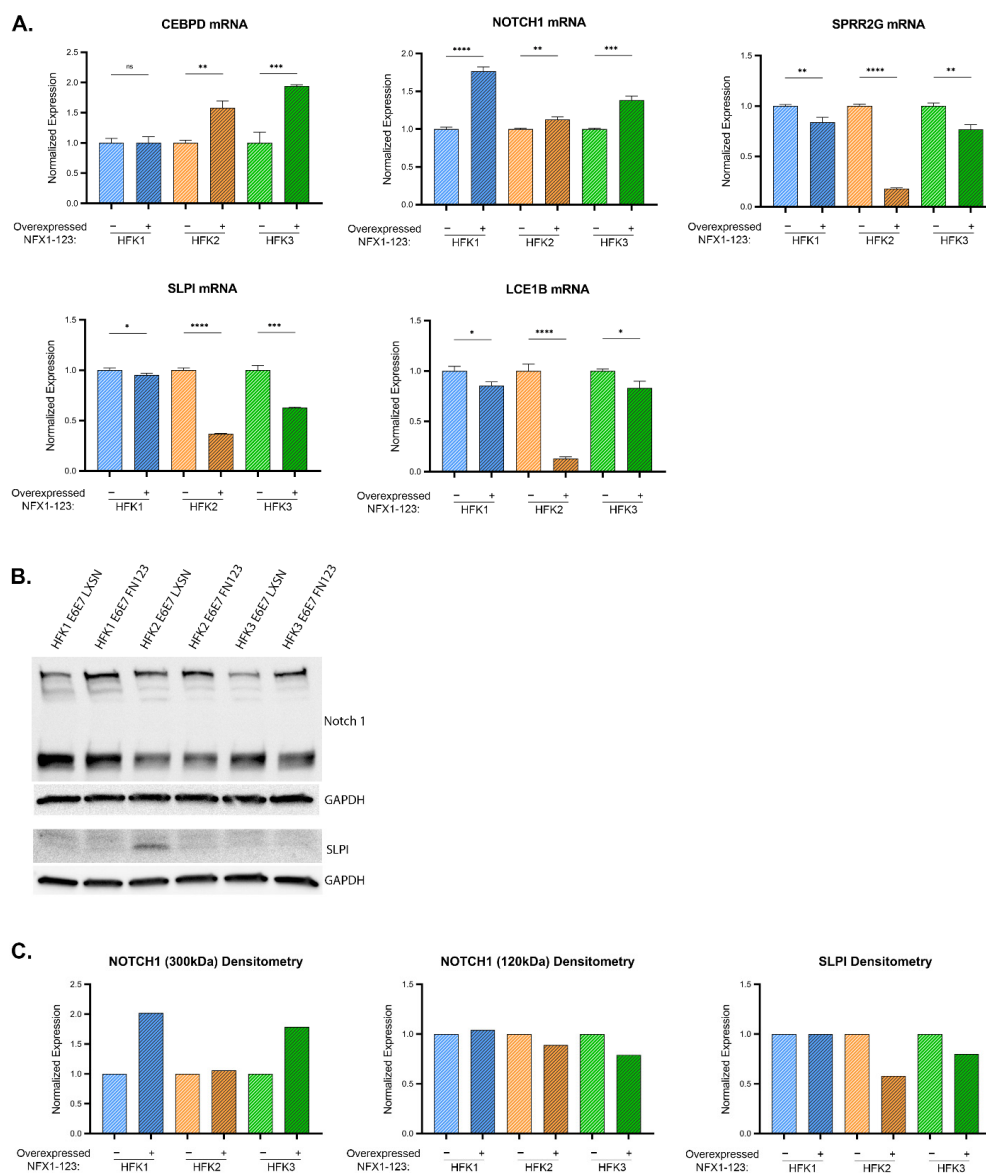 A.
CEBPD mRNA
Normalized Expression
2.5
2.0
1.5
1.0
0.5
0.0
ns
**
***
Overexpressed
NFX1-123:
– + – + – +
HFK1 HFK2 HFK3
NOTCH1 mRNA
Normalized Expression
2.0
1.5
1.0
0.5
0.0
****
**
***
Overexpressed
NFX1-123:
– + – + – +
HFK1 HFK2 HFK3
SPRR2G mRNA
Normalized Expression
1.5
1.0
0.5
0.0
**
****
**
Overexpressed
NFX1-123:
– + – + – +
HFK1 HFK2 HFK3
SLPI mRNA
Normalized Expression
1.5
1.0
0.5
0.0
*
****
***
Overexpressed
NFX1-123:
– + – + – +
HFK1 HFK2 HFK3
LCE1B mRNA
Normalized Expression
1.5
1.0
0.5
0.0
*
****
*
Overexpressed
NFX1-123:
– + – + – +
HFK1 HFK2 HFK3
B.
HFK1 E6E7 LXSN
HFK1 E6E7 FN123
HFK2 E6E7 LXSN
HFK2 E6E7 FN123
HFK3 E6E7 LXSN
HFK3 E6E7 FN123
Notch 1
GAPDH
SLPI
GAPDH
C.
NOTCH1 (300kDa) Densitometry
Normalized Expression
2.5
2.0
1.5
1.0
0.5
0.0
Overexpressed
NFX1-123:
– + – + – +
HFK1 HFK2 HFK3
NOTCH1 (120kDa) Densitometry
Normalized Expression
1.5
1.0
0.5
0.0
Overexpressed
NFX1-123:
– + – + – +
HFK1 HFK2 HFK3
SLPI Densitometry
Normalized Expression
1.5
1.0
0.5
0.0
Overexpressed
NFX1-123:
– + – + – +
HFK1 HFK2 HFK3